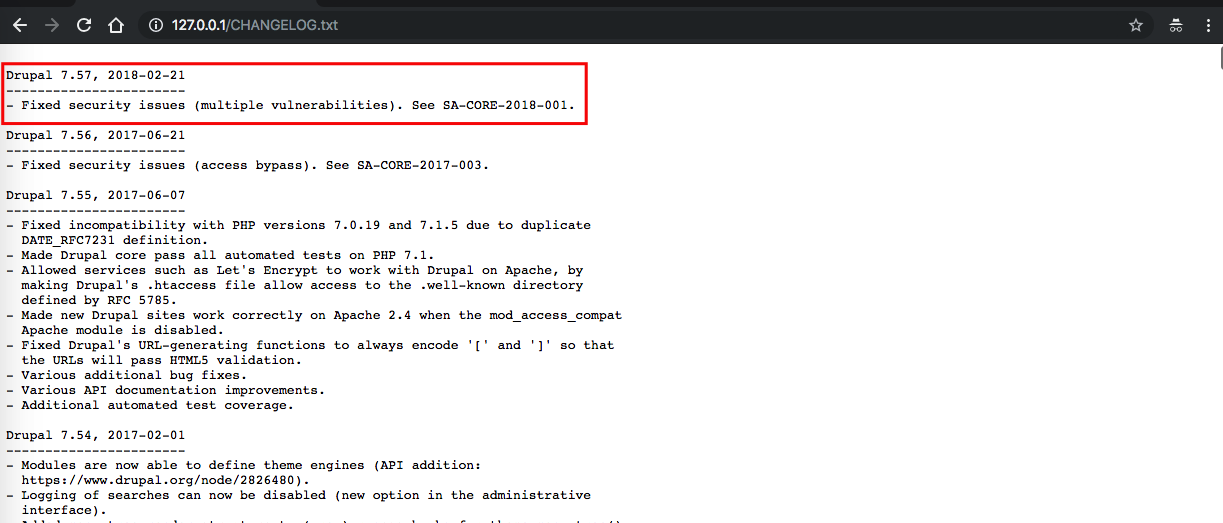 127.0.0.1/CHANGELOG.txt
Drupal 7.57, 2018-02-21
-----------------------
- Fixed security issues (multiple vulnerabilities). See SA-CORE-2018-001.
Drupal 7.56, 2017-06-21
-----------------------
- Fixed security issues (access bypass). See SA-CORE-2017-003.
Drupal 7.55, 2017-06-07
-----------------------
- Fixed incompatibility with PHP versions 7.0.19 and 7.1.5 due to duplicate
DATE_RFC7231 definition.
- Made Drupal core pass all automated tests on PHP 7.1.
- Allowed services such as Let's Encrypt to work with Drupal on Apache, by
making Drupal's .htaccess file allow access to the .well-known directory
defined by RFC 5785.
- Made new Drupal sites work correctly on Apache 2.4 when the mod_access_compat
Apache module is disabled.
- Fixed Drupal's URL-generating functions to always encode '[' and ']' so that
the URLs will pass HTML5 validation.
- Various additional bug fixes.
- Various API documentation improvements.
- Additional automated test coverage.
Drupal 7.54, 2017-02-01
-----------------------
- Modules are now able to define theme engines (API addition:
https://www.drupal.org/node/2826480).
- Logging of searches can now be disabled (new option in the administrative
interface).